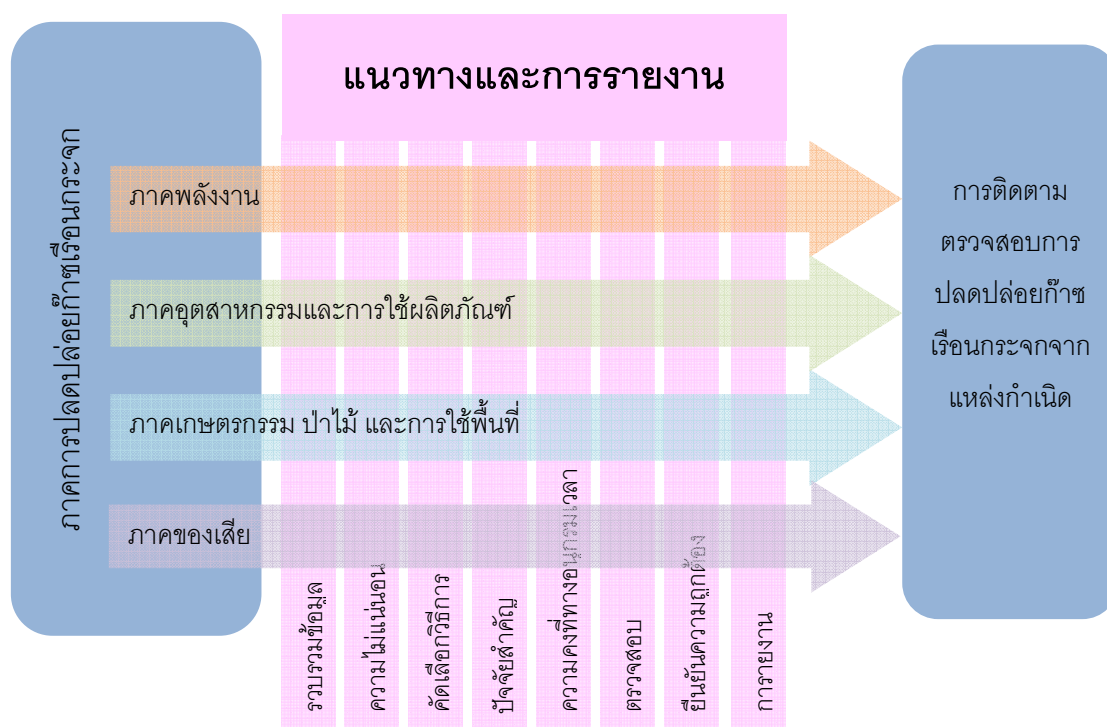 แนวทางและการรายงาน
ภาคการปลดปล่อยก๊าซเรือนกระจก
ภาคพลังงาน
ภาคอุตสาหกรรมและการใช้ผลิตภัณฑ์
ภาคเกษตรกรรม ป่าไม้ และการใช้พื้นที่
ภาคของเสีย
รวบรวมข้อมูล
ความไม่แน่นอน
คัดเลือกวิธีการ
ปัจจัยสำคัญ
ความคงที่ทางอนุกรมเวลา
ตรวจสอบ
ยืนยันความถูกต้อง
การายงาน
การติดตาม
ตรวจสอบการ
ปลดปล่อยก๊าซ
เรือนกระจกจาก
แหล่งกำเนิด